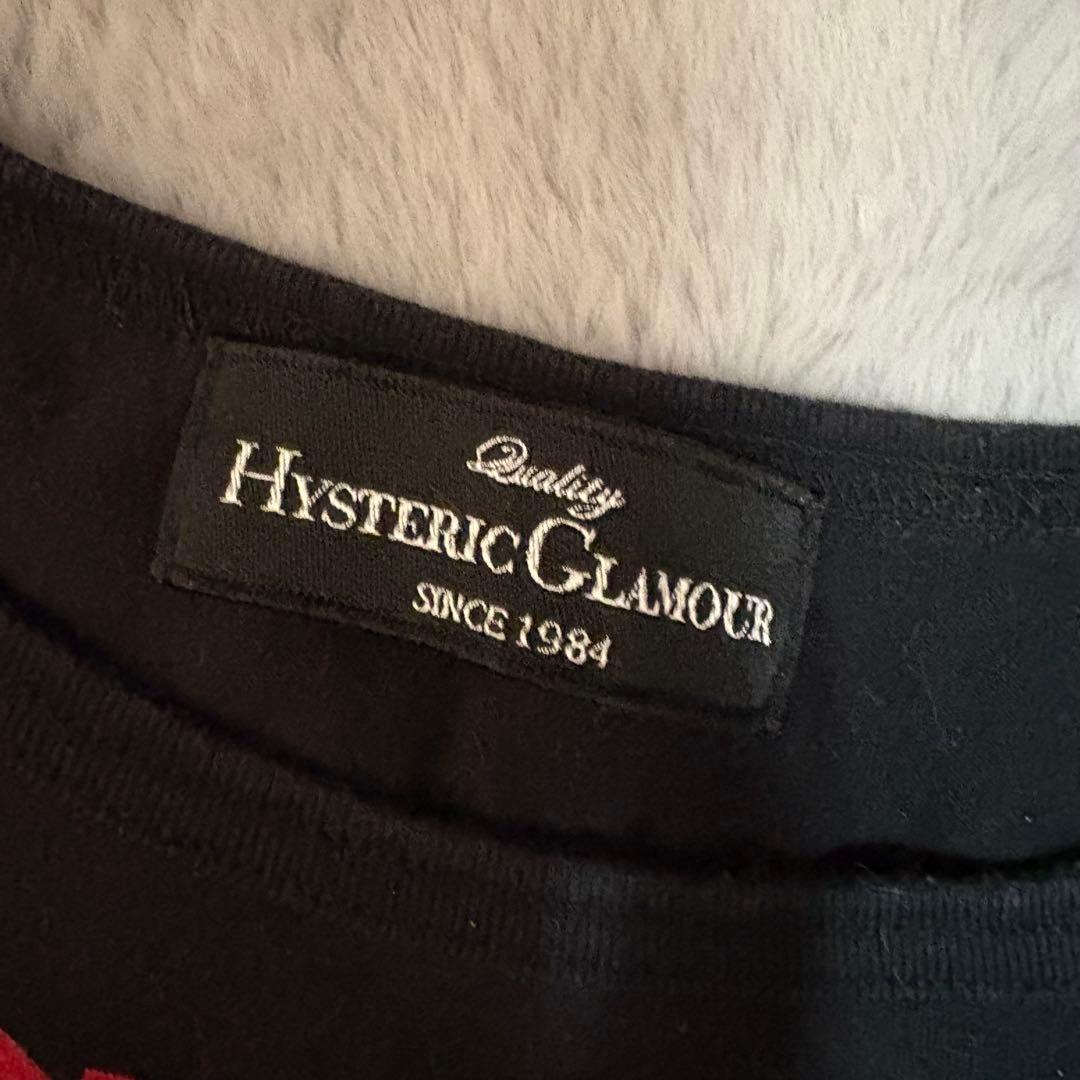 Quality
HYSTERIC GLAMOUR
SINCE 1984